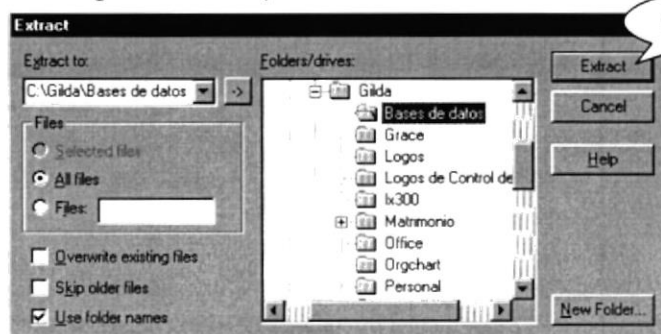 Extract
Extract to:
C:\Gilda\Bases de datos
->
Files
Selected files
All files
Files:
Overwrite existing files
Skip older files
Use folder names
Folders/drives:
Gilda
Bases de datos
Grace
Logos
Logos de Control de
lx300
Matrimonio
Office
Orgchart
Personal
Extract
Cancel
Help
New Folder...